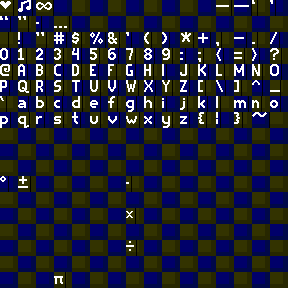 ♥ ♫ ∞ — — ‘ ’
“ ” - …
! " # $ % & ' ( ) * + , - . /
0 1 2 3 4 5 6 7 8 9 : ; < = > ?
@ A B C D E F G H I J K L M N O
P Q R S T U V W X Y Z [ \ ] ^ _
` a b c d e f g h i j k l m n o
p q r s t u v w x y z { | } ~
° ± ·
×
÷
π